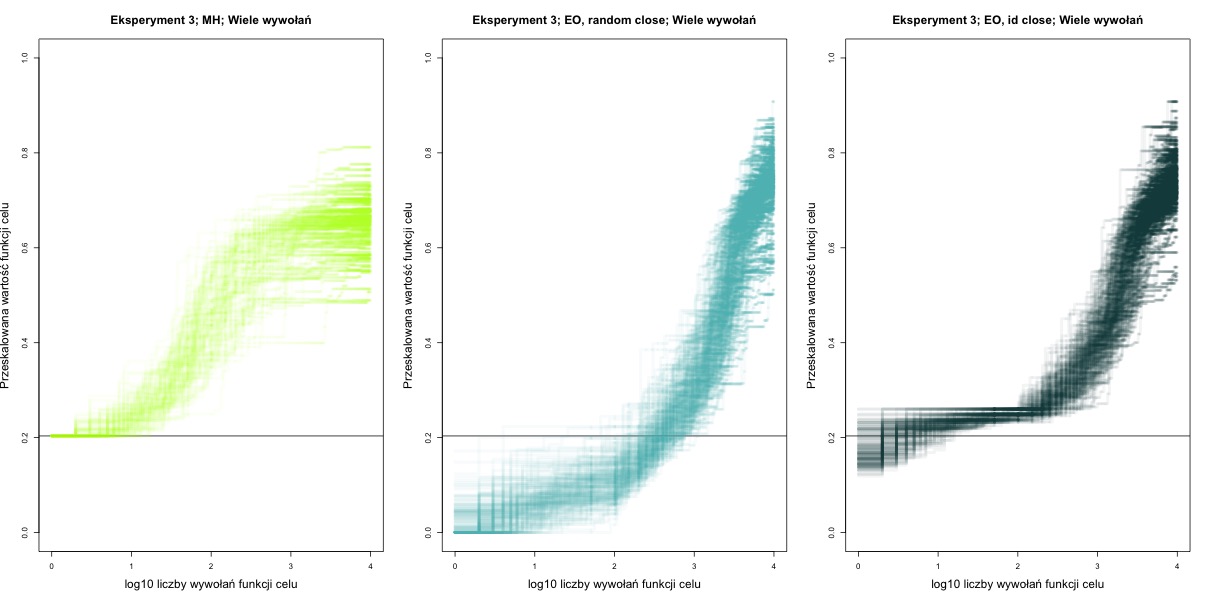 Eksperyment 3; MH; Wiele wywołań
Przeskalowana wartość funkcji celu
1.0
0.8
0.6
0.4
0.2
0.0
0 1 2 3 4
log10 liczby wywołań funkcji celu
Eksperyment 3; EO, random close; Wiele wywołań
Przeskalowana wartość funkcji celu
1.0
0.8
0.6
0.4
0.2
0.0
0 1 2 3 4
log10 liczby wywołań funkcji celu
Eksperyment 3; EO, id close; Wiele wywołań
Przeskalowana wartość funkcji celu
1.0
0.8
0.6
0.4
0.2
0.0
0 1 2 3 4
log10 liczby wywołań funkcji celu